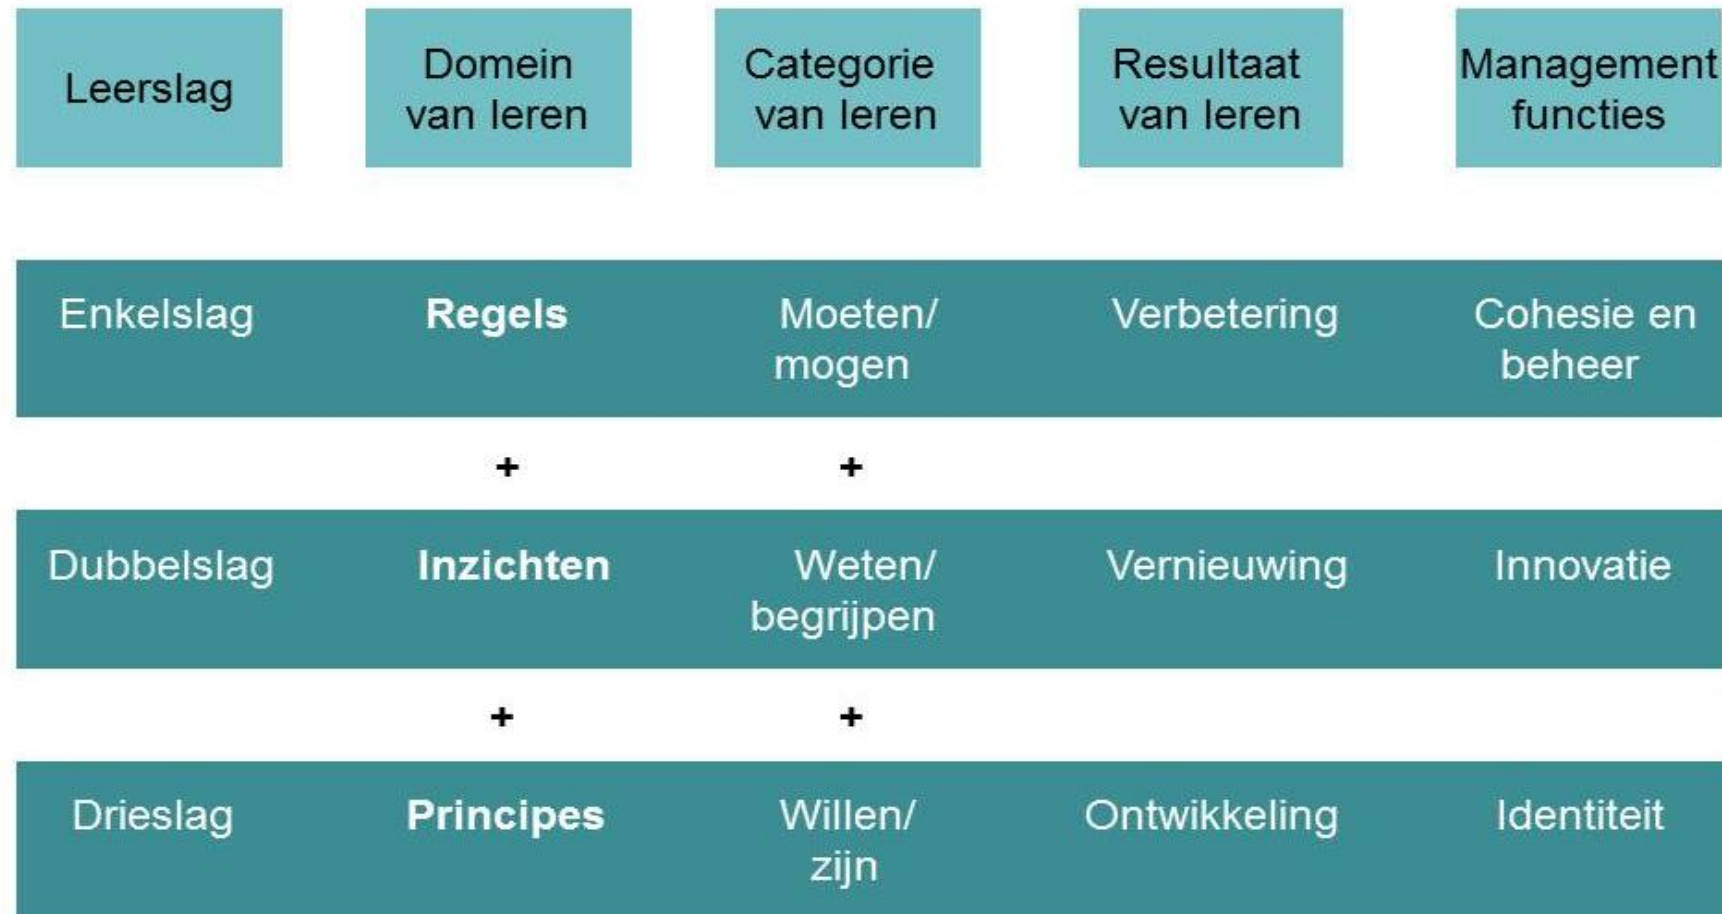 Leerslag
Domein
van leren
Categorie
van leren
Resultaat
van leren
Management
functies
Enkelslag
Regels
Moeten/
mogen
Verbetering
Cohesie en
beheer
+ +
Dubbelslag
Inzichten
Weten/
begrijpen
Vernieuwing
Innovatie
+ +
Drieslag
Principes
Willen/
zijn
Ontwikkeling
Identiteit